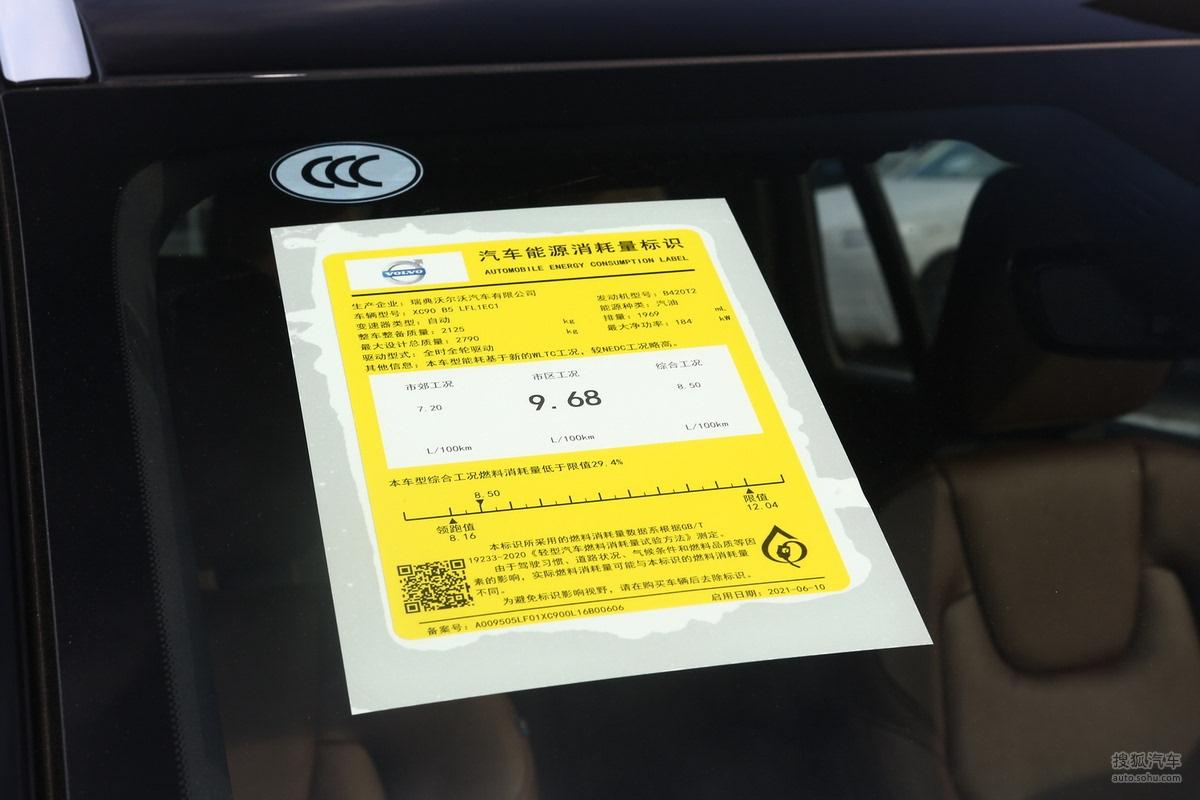 CCC
VOLVO
汽车能源消耗量标识
AUTOMOBILE ENERGY CONSUMPTION LABEL
生产企业：瑞典沃尔沃汽车有限公司
车辆型号：XC90 B5 LFL1EC1 发动机型号：B420T2
变速器类型：自动 能源种类：汽油
整车整备质量：2125 kg 排量：1969 mL
最大设计总质量：2790 kg 最大净功率：184 kW
驱动型式：全时全轮驱动
其他信息：本车型能耗基于新的WLTC工况，较NEDC工况略高。
市郊工况 市区工况 综合工况
7.20 9.68 8.50
L/100km L/100km L/100km
本车型综合工况燃料消耗量低于限值29.4%
8.50
领跑值 限值
8.16 12.04
本标识所采用的燃料消耗量数据系根据GB/T
19233-2020《轻型汽车燃料消耗量试验方法》测定。
由于驾驶习惯、道路状况、气候条件和燃料品质等因
素的影响，实际燃料消耗量可能与本标识的燃料消耗量
不同。
为避免标识影响视野，请在购买车辆后去除标识。
备案号：A009505LF01XC900L16B00606 启用日期：2021-06-10
搜狐汽车
auto.sohu.com